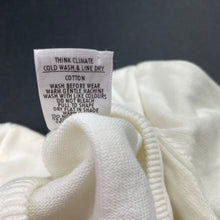 THINK CLIMATE
COLD WASH & LINE DRY
COTTON
WASH BEFORE WEAR
WARM GENTLE MACHINE
WASH WITH LIKE COLOURS
DO NOT BLEACH
PULL TO SHAPE
DRY FLAT IN SHADE
WARM